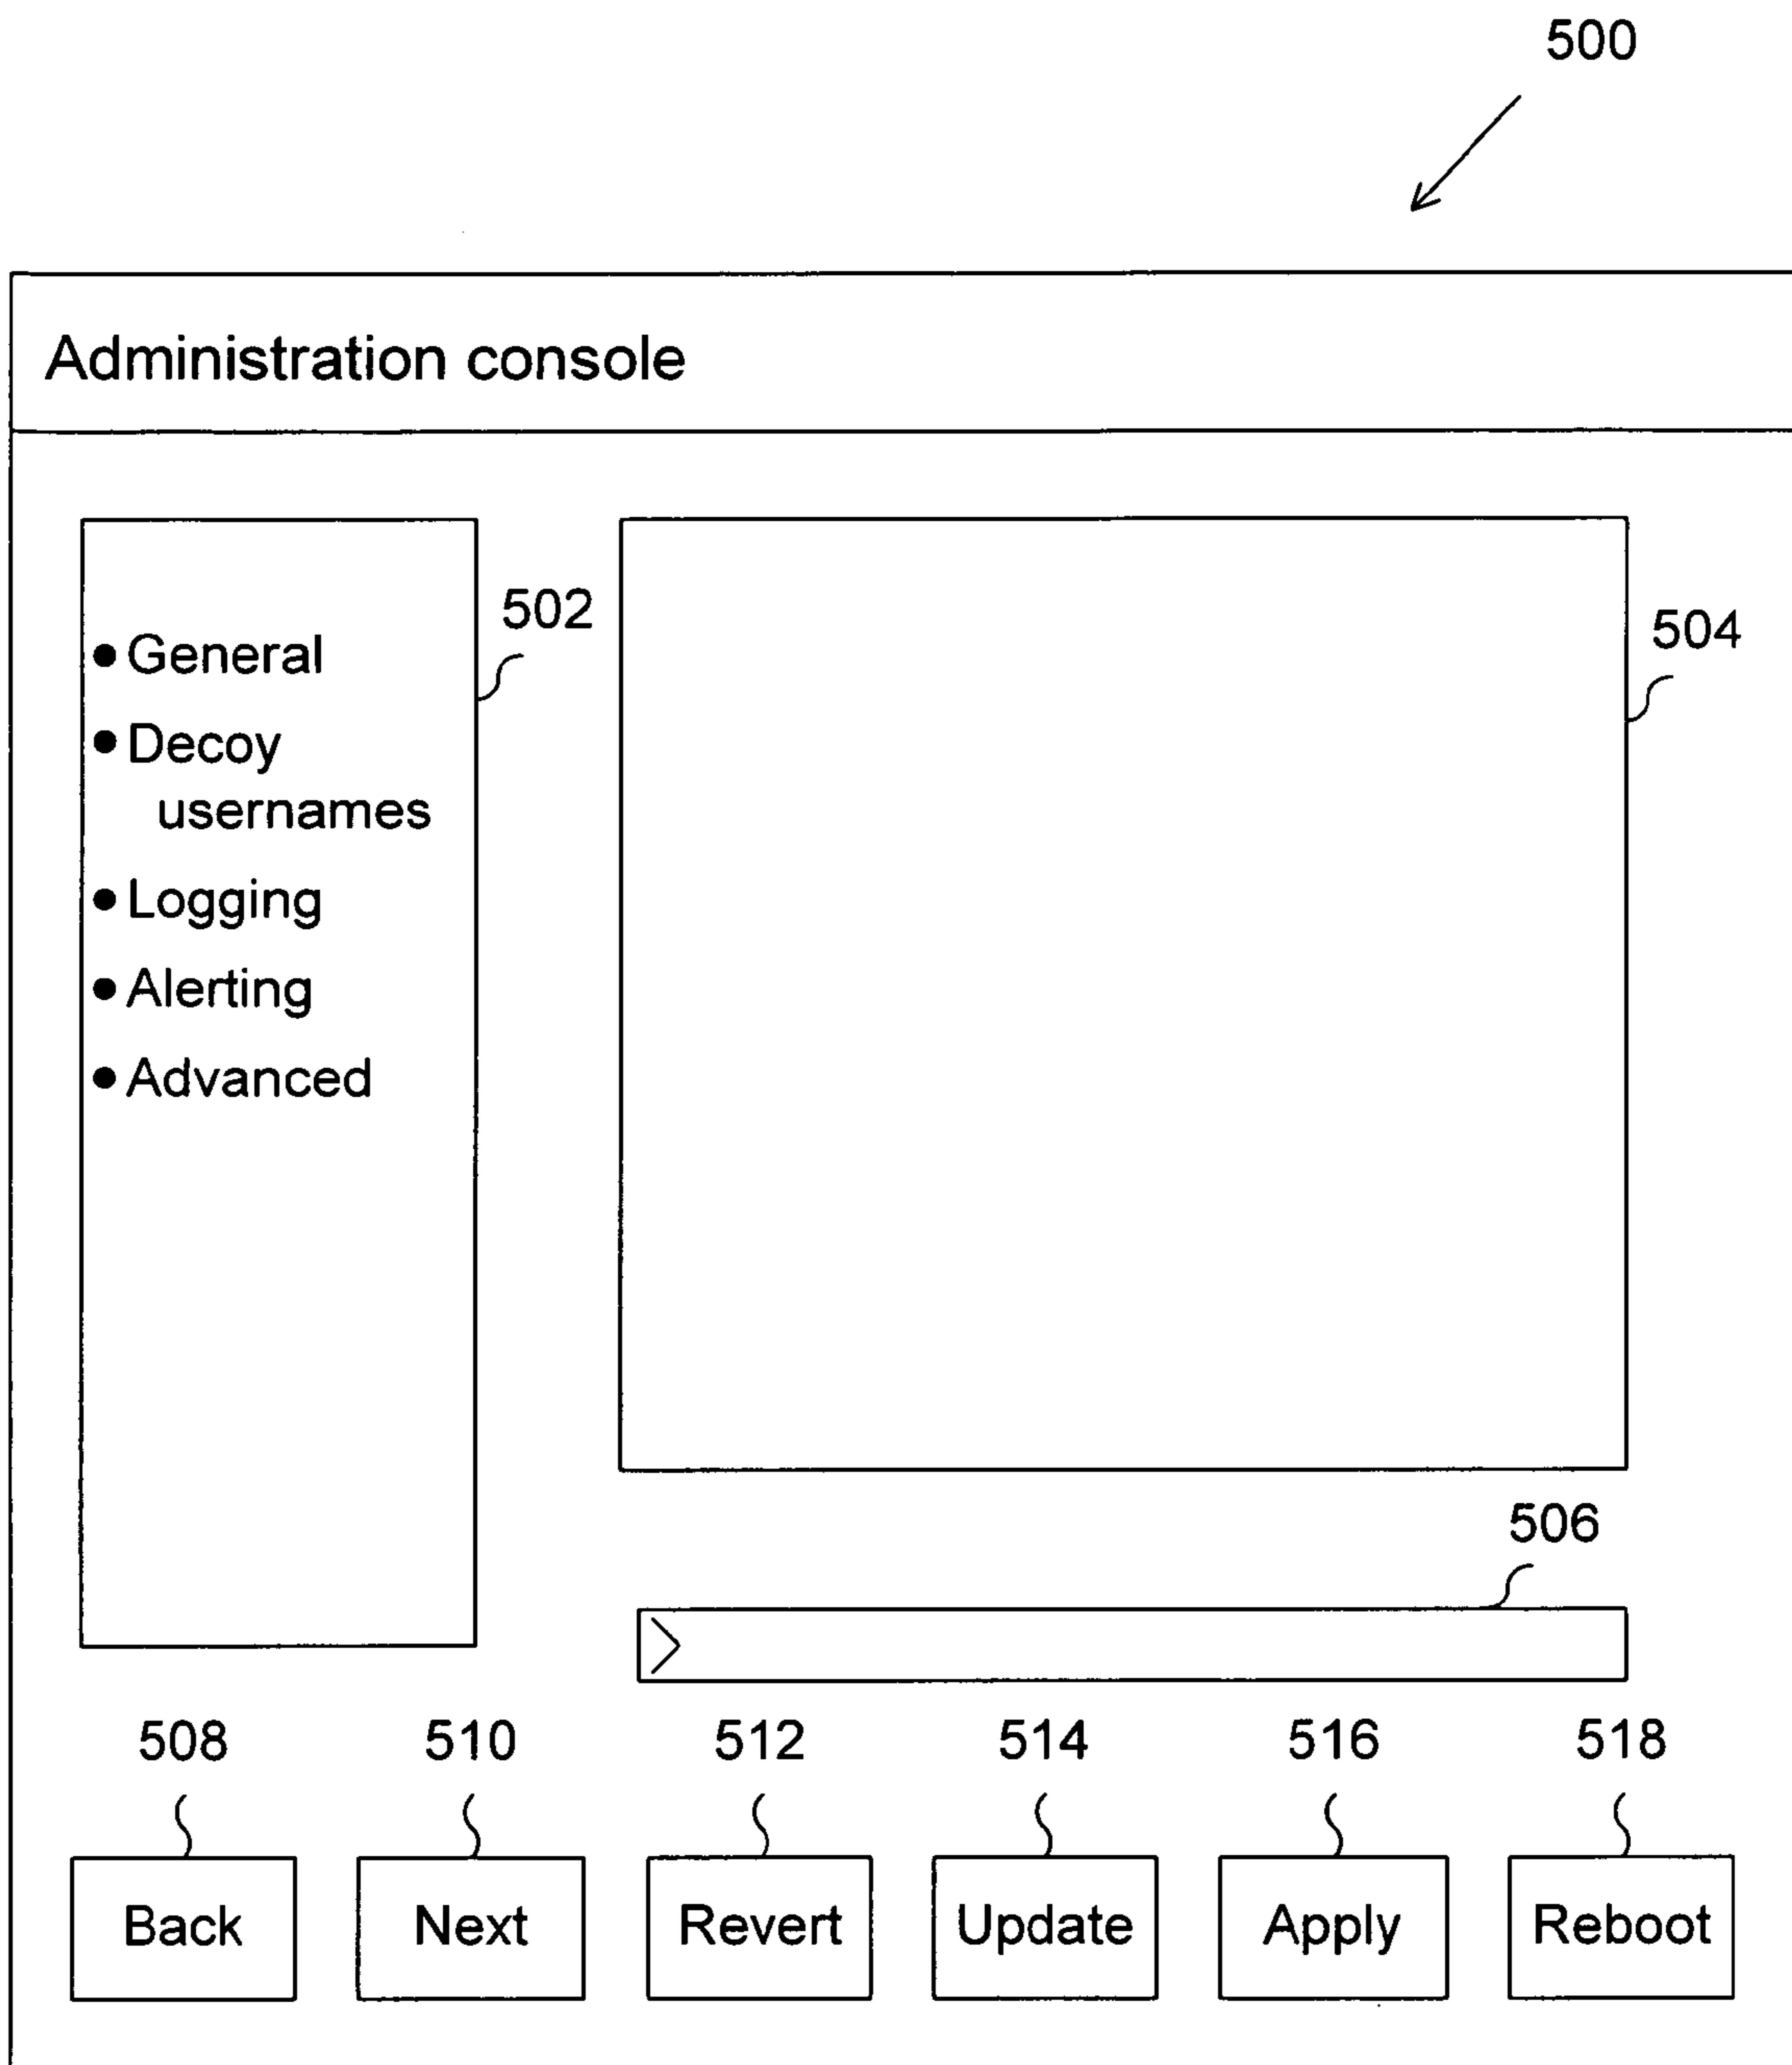 500
Administration console
502
504
• General
• Decoy
usernames
• Logging
• Alerting
• Advanced
506
508 510 512 514 516 518
Back Next Revert Update Apply Reboot